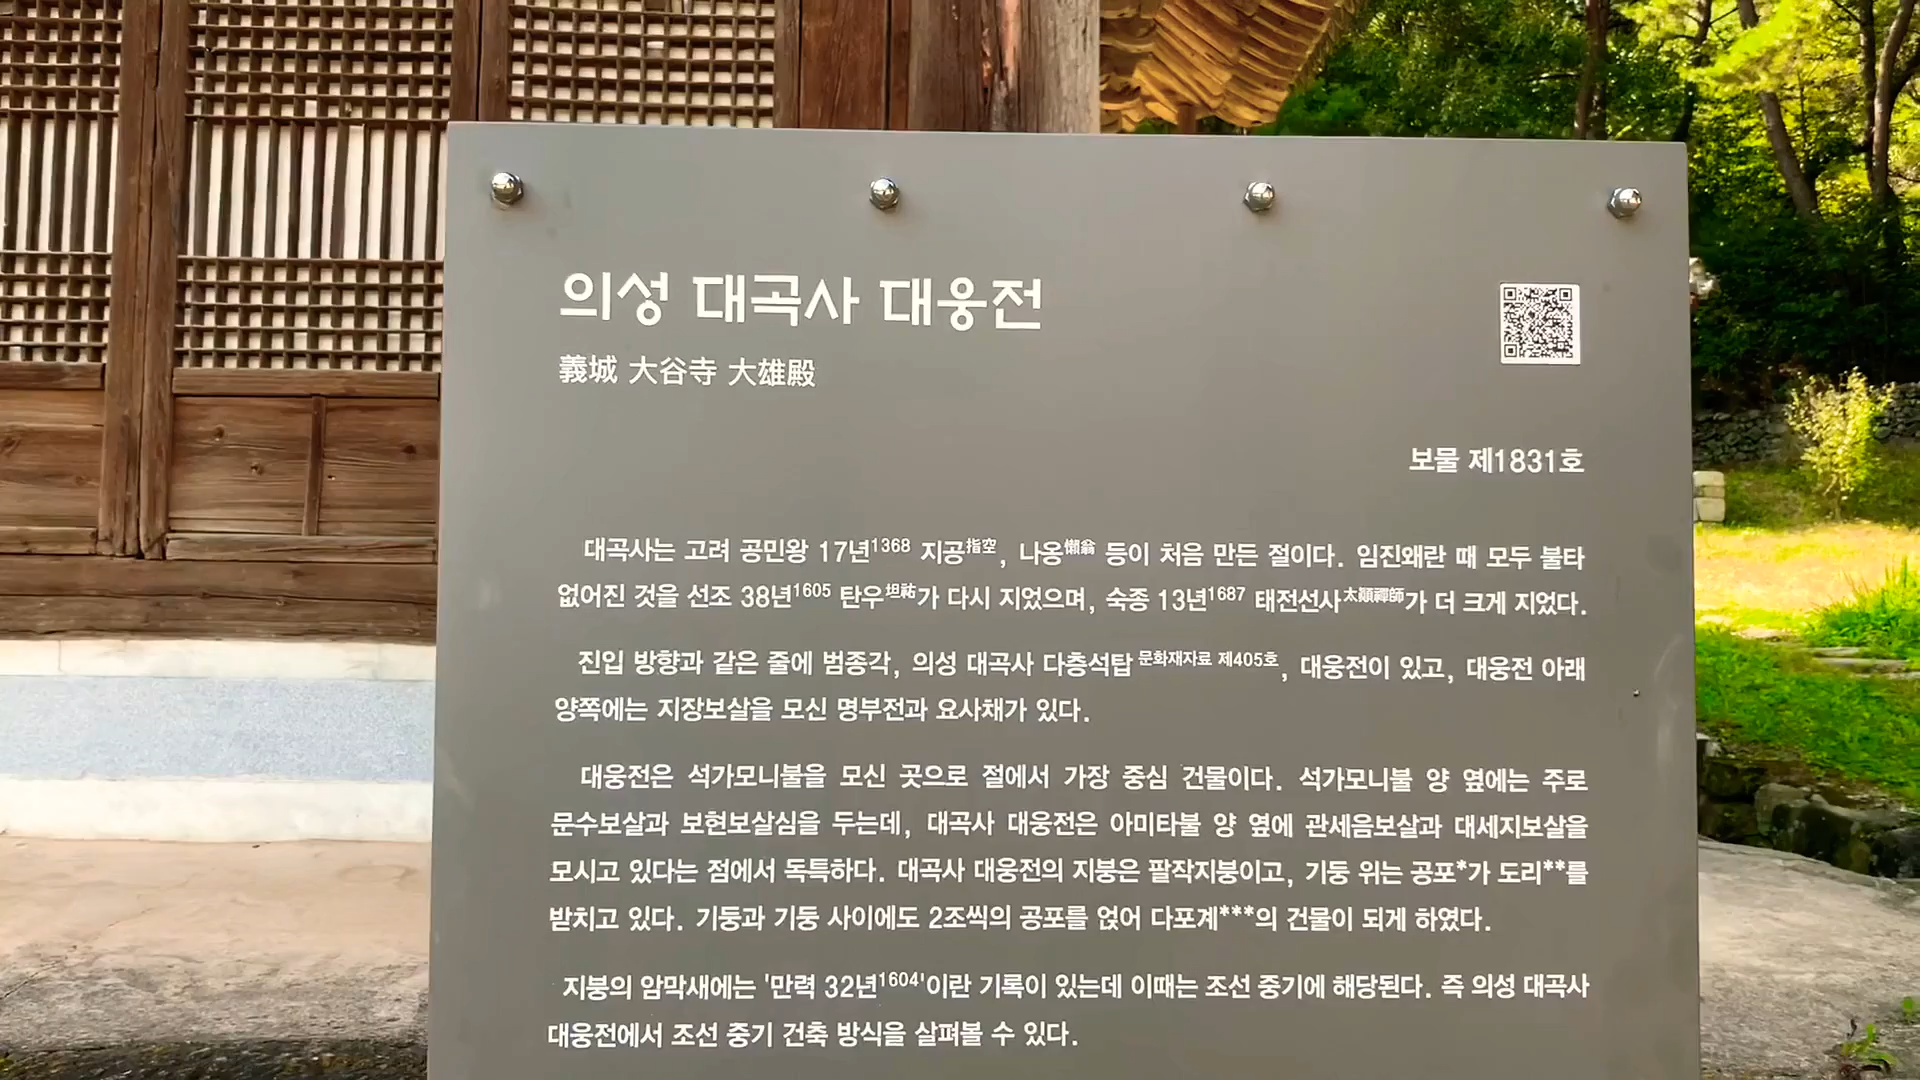 의성 대곡사 대웅전
義城 大谷寺 大雄殿
보물 제1831호
대곡사는 고려 공민왕 17년1368 지공指空, 나옹懶翁 등이 처음 만든 절이다. 임진왜란 때 모두 불타
없어진 것을 선조 38년1605 탄우坦祐가 다시 지었으며, 숙종 13년1687 태전선사太顚禪師가 더 크게 지었다.
진입 방향과 같은 줄에 범종각, 의성 대곡사 다층석탑문화재자료 제405호, 대웅전이 있고, 대웅전 아래
양쪽에는 지장보살을 모신 명부전과 요사채가 있다.
대웅전은 석가모니불을 모신 곳으로 절에서 가장 중심 건물이다. 석가모니불 양 옆에는 주로
문수보살과 보현보살심을 두는데, 대곡사 대웅전은 아미타불 양 옆에 관세음보살과 대세지보살을
모시고 있다는 점에서 독특하다. 대곡사 대웅전의 지붕은 팔작지붕이고, 기둥 위는 공포*가 도리**를
받치고 있다. 기둥과 기둥 사이에도 2조씩의 공포를 얹어 다포계***의 건물이 되게 하였다.
지붕의 암막새에는 '만력 32년1604'이란 기록이 있는데 이때는 조선 중기에 해당된다. 즉 의성 대곡사
대웅전에서 조선 중기 건축 방식을 살펴볼 수 있다.